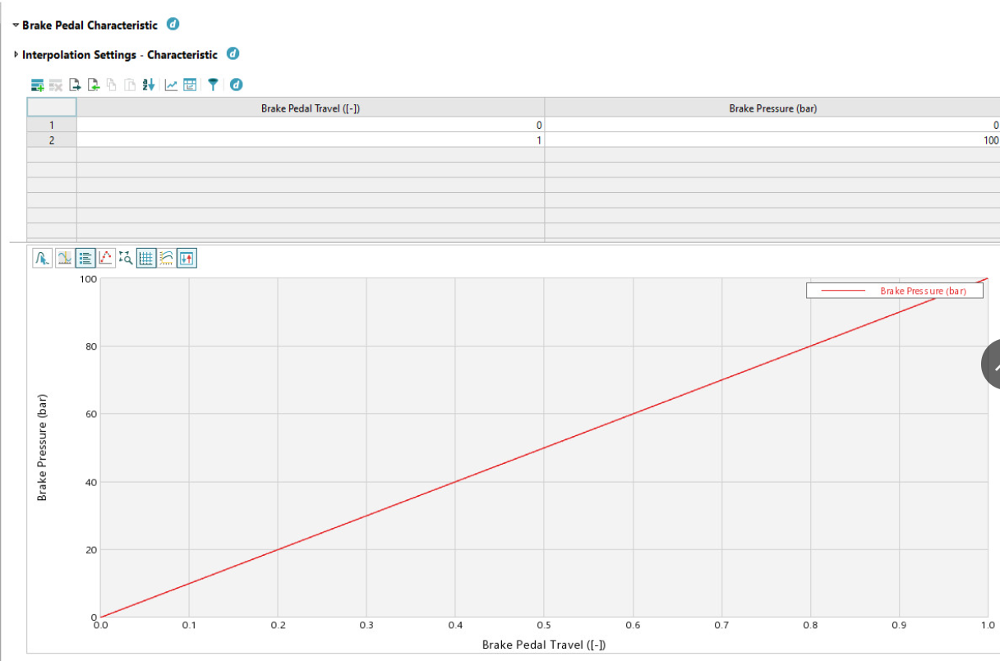 Brake Pedal Characteristic d
Interpolation Settings - Characteristic d
d
Brake Pedal Travel ([-]) Brake Pressure (bar)
1 0 0
2 1 100
Brake Pressure (bar)
100
80
60
40
20
0
Brake Pressure (bar)
0.0 0.1 0.2 0.3 0.4 0.5 0.6 0.7 0.8 0.9 1.0
Brake Pedal Travel ([-])